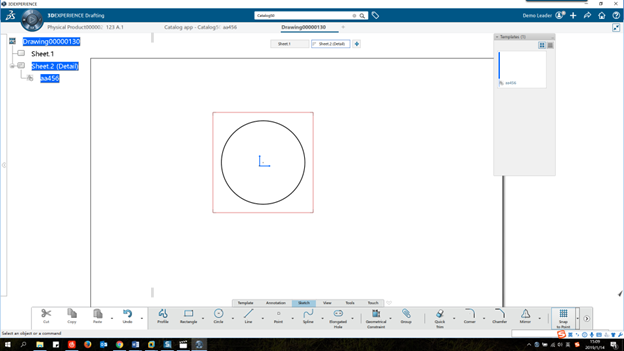 3DEXPERIENCE
3DEXPERIENCE Drafting
Demo Leader
Physical Product00000
123 A.1
Catalog app - Catalog
aa456
Drawing00000130
Drawing00000130
Sheet.1
Sheet.2 (Detail)
aa456
Sheet.1
Sheet.2 (Detail)
Templates (1)
aa456
Template
Annotation
Sketch
View
Tools
Touch
Cut
Copy
Paste
Undo
Profile
Rectangle
Circle
Line
Point
Spline
Elongated Hole
Geometrical Constraint
Group
Quick Trim
Corner
Chamfer
Mirror
Snap to Point
Select an object or a command
15:09
2019/1/14